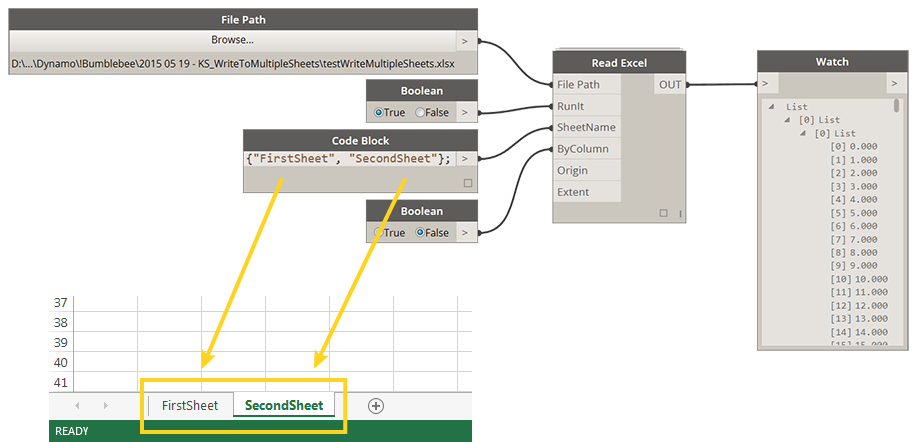 File Path
Browse...
>
D:\...\Dynamo\!Bumblebee\2015 05 19 - KS_WriteToMultipleSheets\testWriteMultipleSheets.xlsx
Boolean
True False >
Code Block
{"FirstSheet", "SecondSheet"}; >
Boolean
True False >
Read Excel
File Path OUT
RunIt
SheetName
ByColumn
Origin
Extent
Watch
> >
List
[0] List
[0] List
[0] 0.000
[1] 1.000
[2] 2.000
[3] 3.000
[4] 4.000
[5] 5.000
[6] 6.000
[7] 7.000
[8] 8.000
[9] 9.000
[10] 10.000
[11] 11.000
[12] 12.000
[13] 13.000
[14] 14.000
[15] 15.000
37
38
39
40
41
FirstSheet SecondSheet
READY